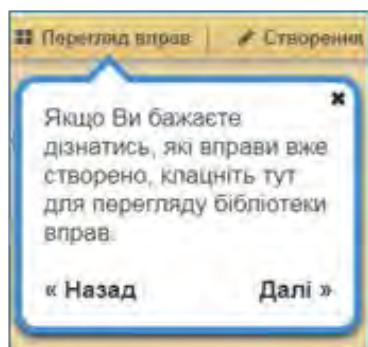 Перегляд вправ | Створення
Якщо Ви бажаєте
дізнатись, які вправи вже
створено, клацніть тут
для перегляду бібліотеки
вправ.
« Назад Далі »